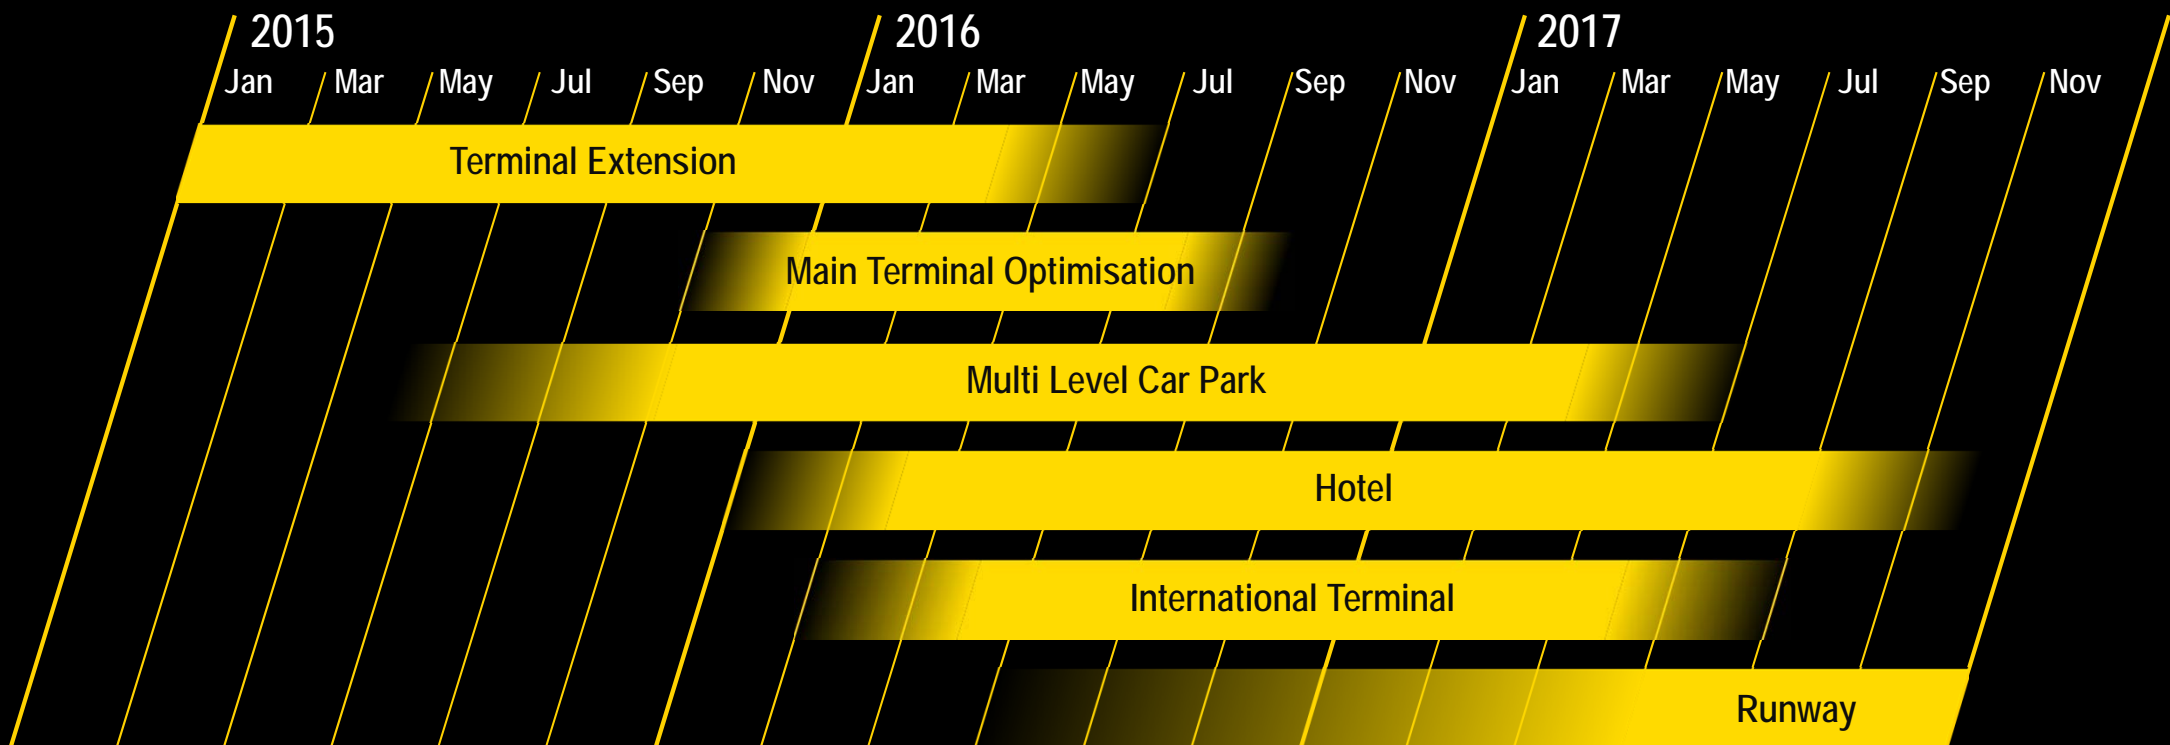 2015 2016 2017
Jan Mar May Jul Sep Nov Jan Mar May Jul Sep Nov Jan Mar May Jul Sep Nov
Terminal Extension
Main Terminal Optimisation
Multi Level Car Park
Hotel
International Terminal
Runway